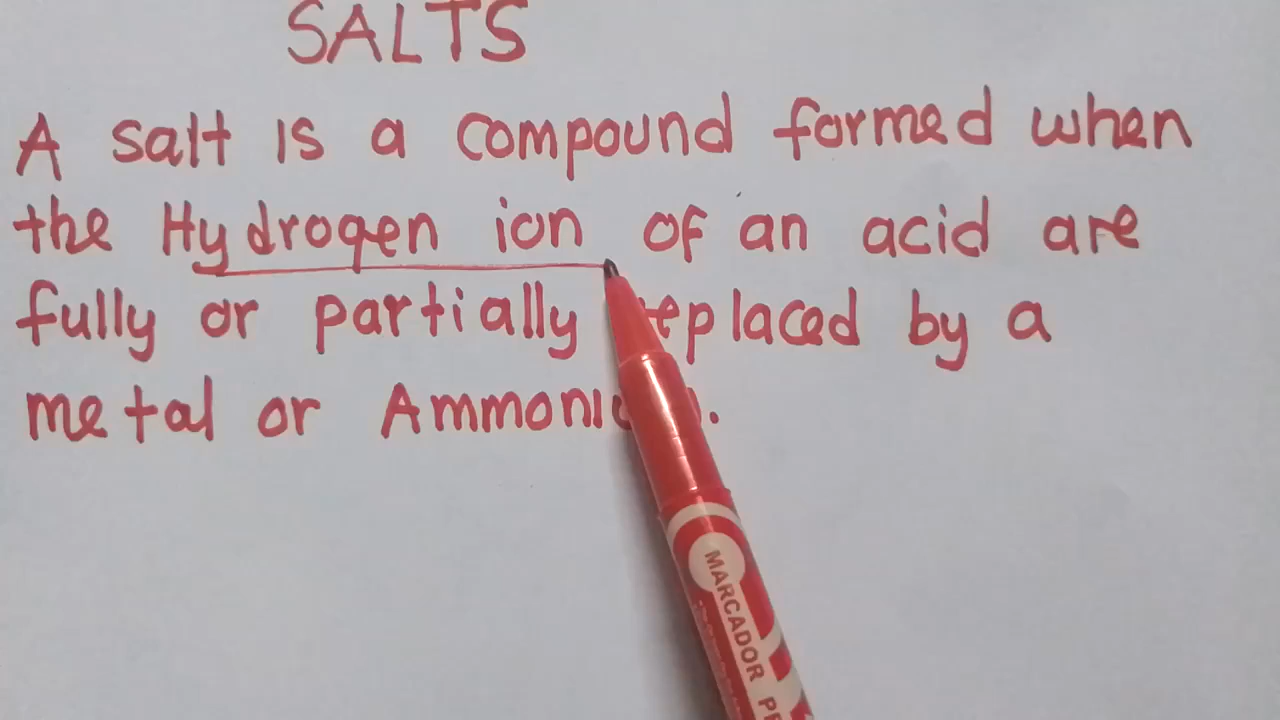 SALTS
A salt is a compound formed when
the Hydrogen ion of an acid are
fully or partially replaced by a
metal or
MARCADOR